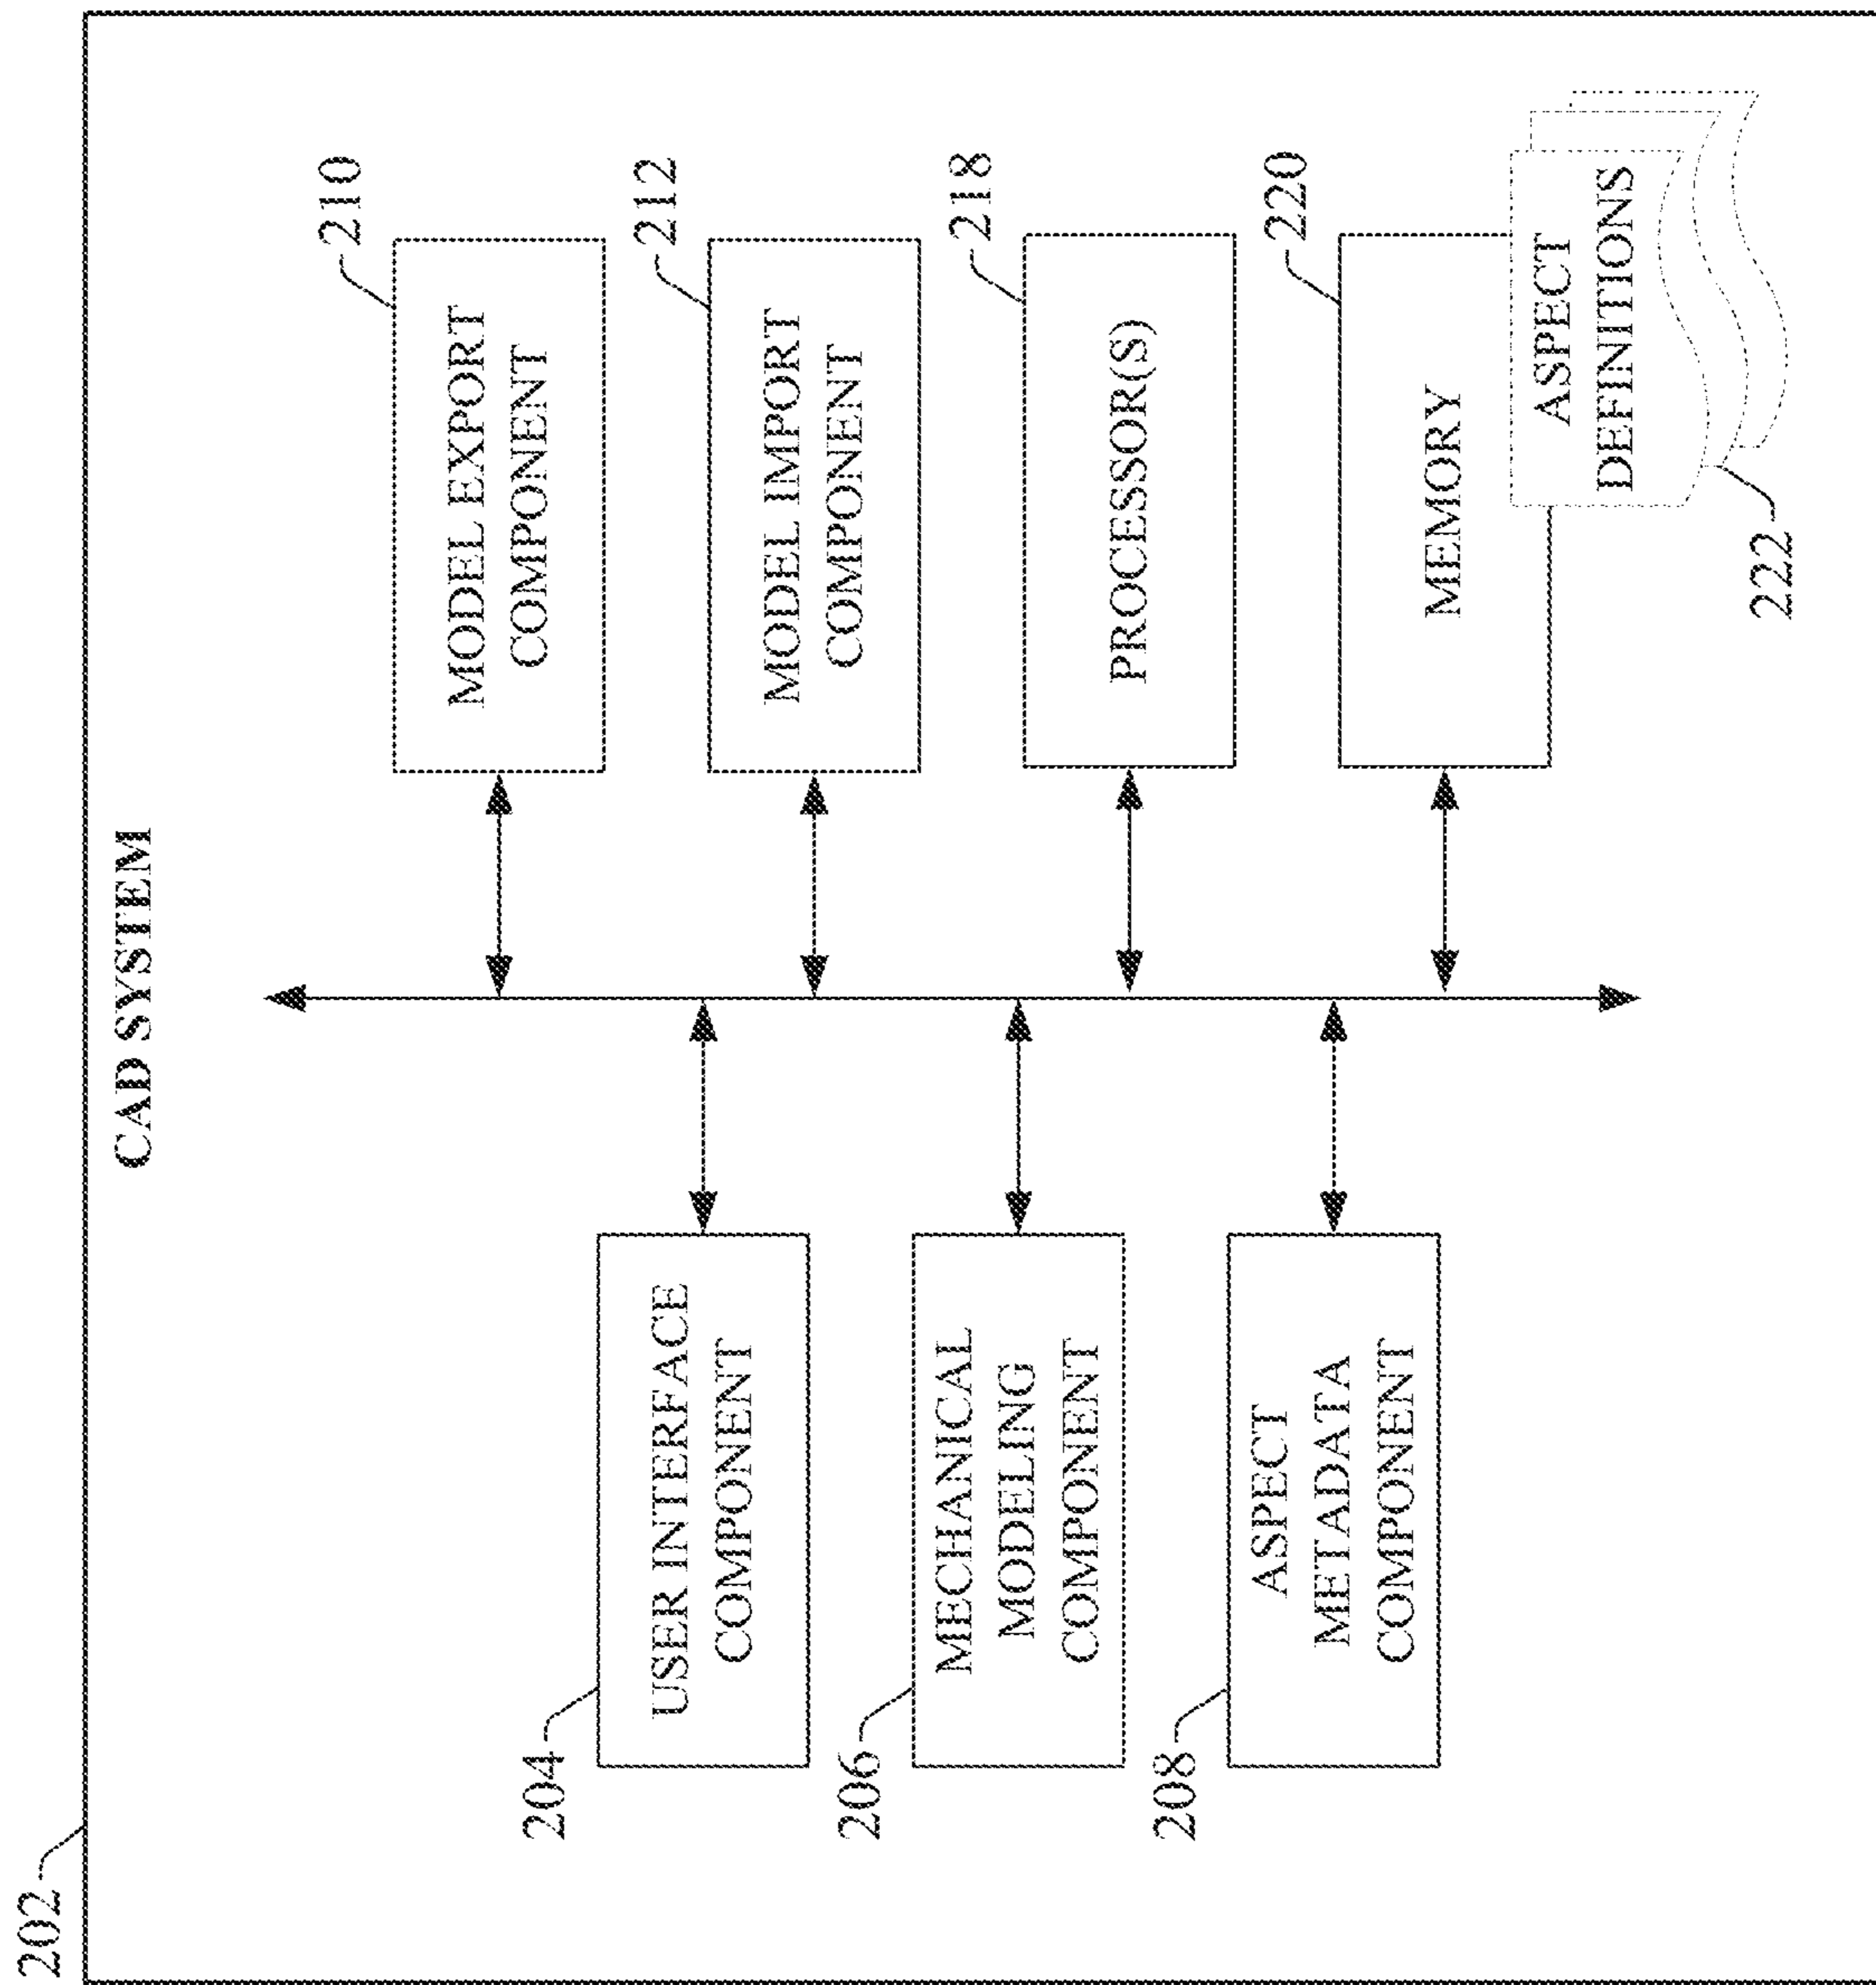 202
CAD SYSTEM
204
USER INTERFACE
COMPONENT
206
MECHANICAL
MODELING
COMPONENT
208
ASPECT
METADATA
COMPONENT
210
MODEL EXPORT
COMPONENT
212
MODEL IMPORT
COMPONENT
218
PROCESSOR(S)
220
MEMORY
ASPECT
DEFINITIONS
222